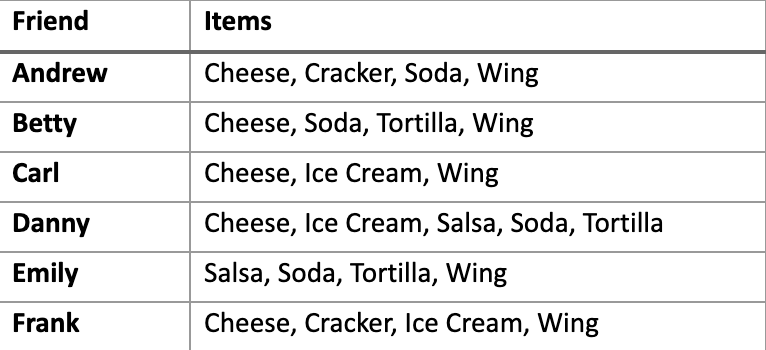 Friend Items
Andrew Cheese, Cracker, Soda, Wing
Betty Cheese, Soda, Tortilla, Wing
Carl Cheese, Ice Cream, Wing
Danny Cheese, Ice Cream, Salsa, Soda, Tortilla
Emily Salsa, Soda, Tortilla, Wing
Frank Cheese, Cracker, Ice Cream, Wing